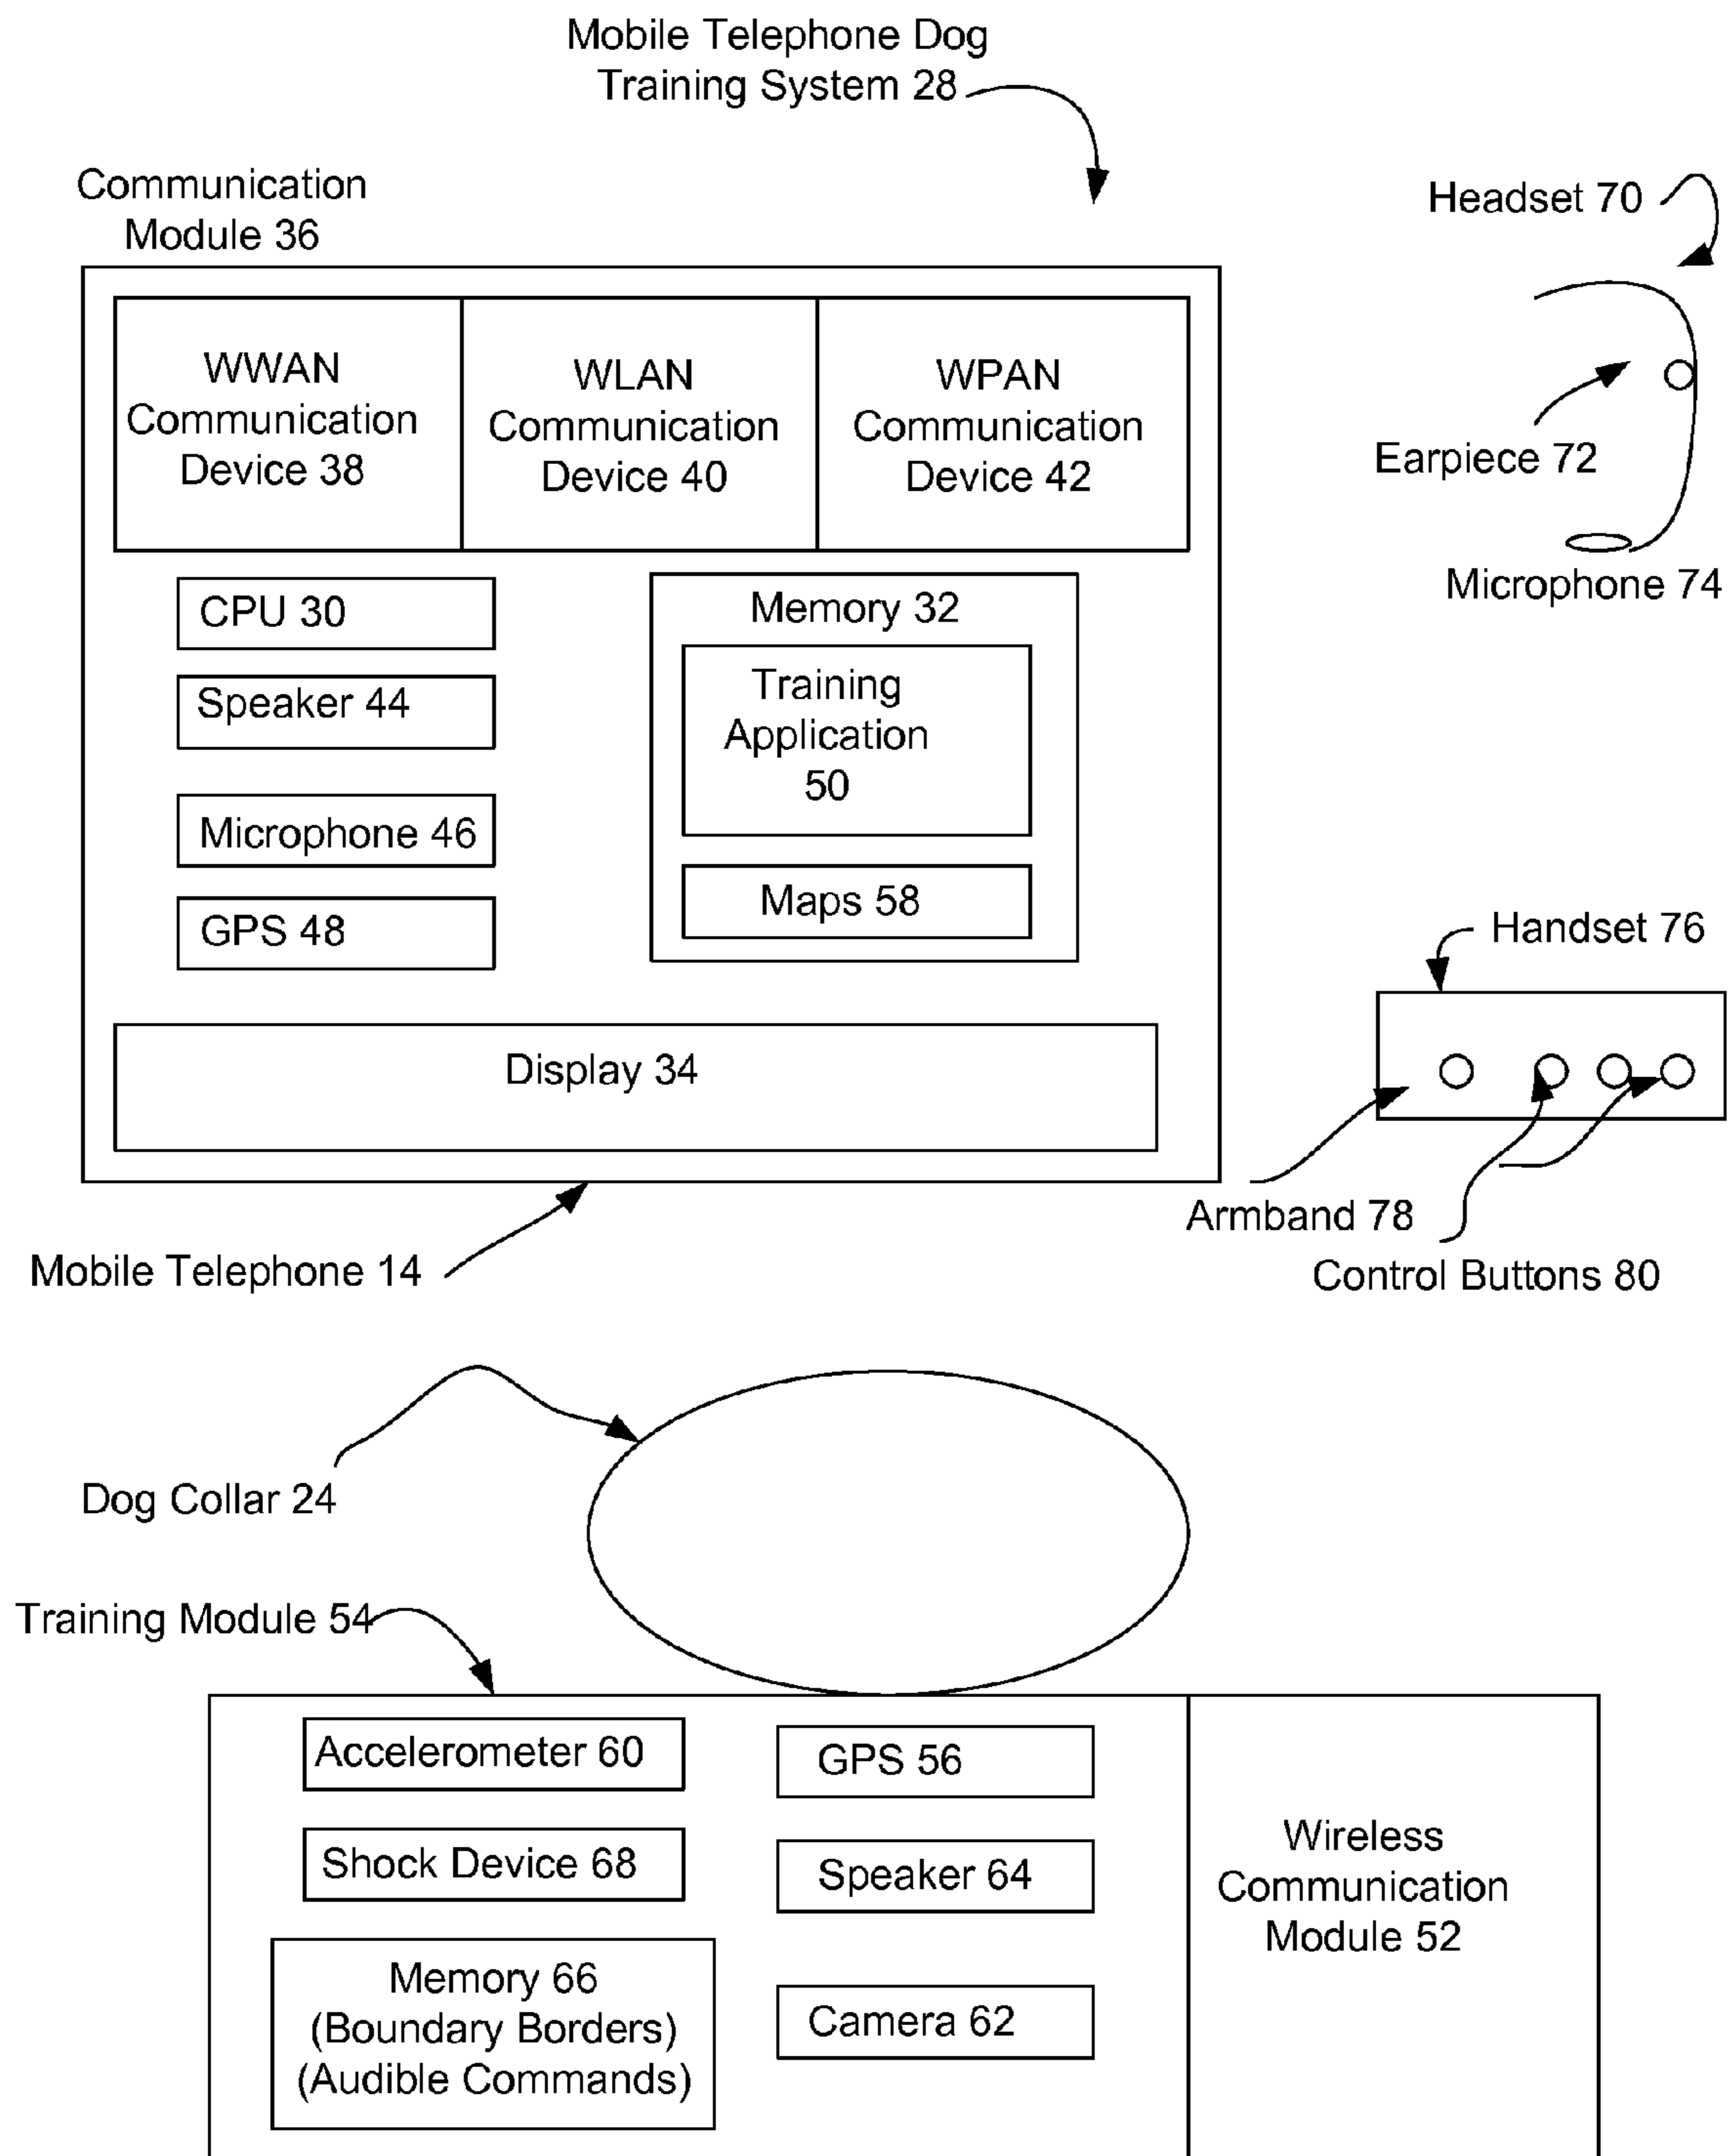 Mobile Telephone Dog
Training System 28
Communication
Module 36
Headset 70
WWAN
Communication
Device 38
WLAN
Communication
Device 40
WPAN
Communication
Device 42
Earpiece 72
Microphone 74
CPU 30
Speaker 44
Microphone 46
GPS 48
Memory 32
Training
Application
50
Maps 58
Handset 76
Display 34
Armband 78
Control Buttons 80
Mobile Telephone 14
Dog Collar 24
Training Module 54
Accelerometer 60
GPS 56
Shock Device 68
Speaker 64
Memory 66
(Boundary Borders)
(Audible Commands)
Camera 62
Wireless
Communication
Module 52